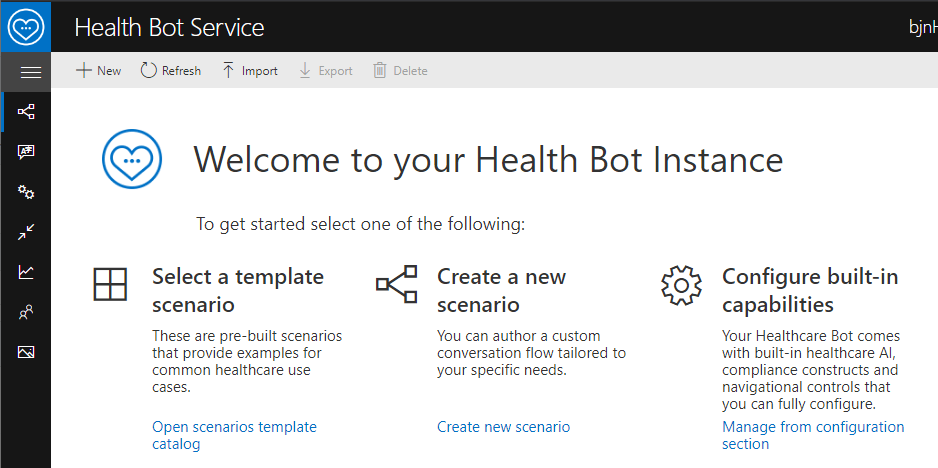 Health Bot Service
bjnH
New Refresh Import Export Delete
Welcome to your Health Bot Instance
To get started select one of the following:
Select a template
scenario
These are pre-built scenarios
that provide examples for
common healthcare use
cases.
Open scenarios template
catalog
Create a new
scenario
You can author a custom
conversation flow tailored to
your specific needs.
Create new scenario
Configure built-in
capabilities
Your Healthcare Bot comes
with built-in healthcare AI,
compliance constructs and
navigational controls that
you can fully configure.
Manage from configuration
section